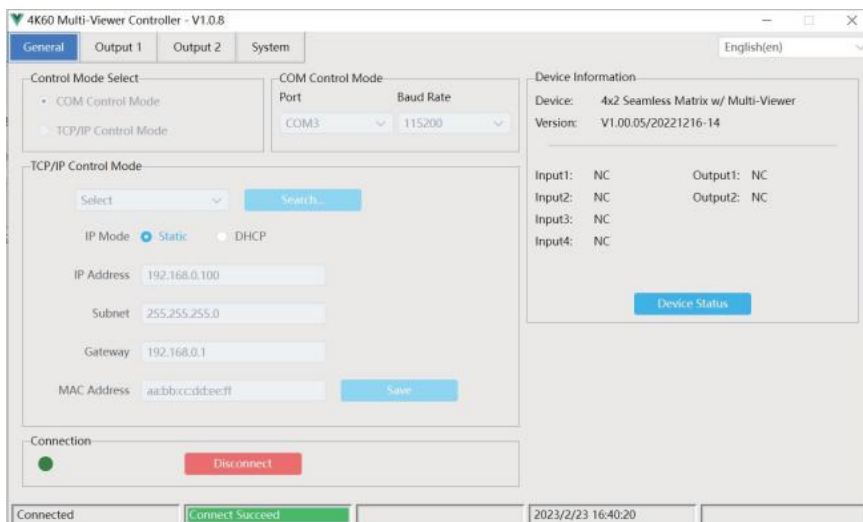 4K60 Multi-Viewer Controller - V1.0.8
General Output 1 Output 2 System English(en)
Control Mode Select
COM Control Mode
TCP/IP Control Mode
COM Control Mode
Port Baud Rate
COM3 115200
TCP/IP Control Mode
Select Search...
IP Mode Static DHCP
IP Address 192.168.0.100
Subnet 255.255.255.0
Gateway 192.168.0.1
MAC Address aa:bb:cc:dd:ee:ff Save
Connection
Disconnect
Device Information
Device: 4x2 Seamless Matrix w/ Multi-Viewer
Version: V1.00.05/20221216-14
Input1: NC Output1: NC
Input2: NC Output2: NC
Input3: NC
Input4: NC
Device Status
Connected Connect Succeed 2023/2/23 16:40:20